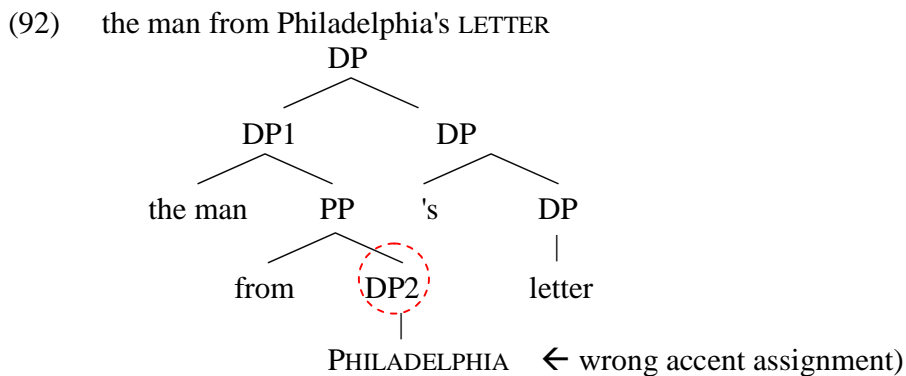 (92) the man from Philadelphia's LETTER
DP
DP1 DP
the man PP 's DP
from DP2 letter
PHILADELPHIA ← wrong accent assignment)